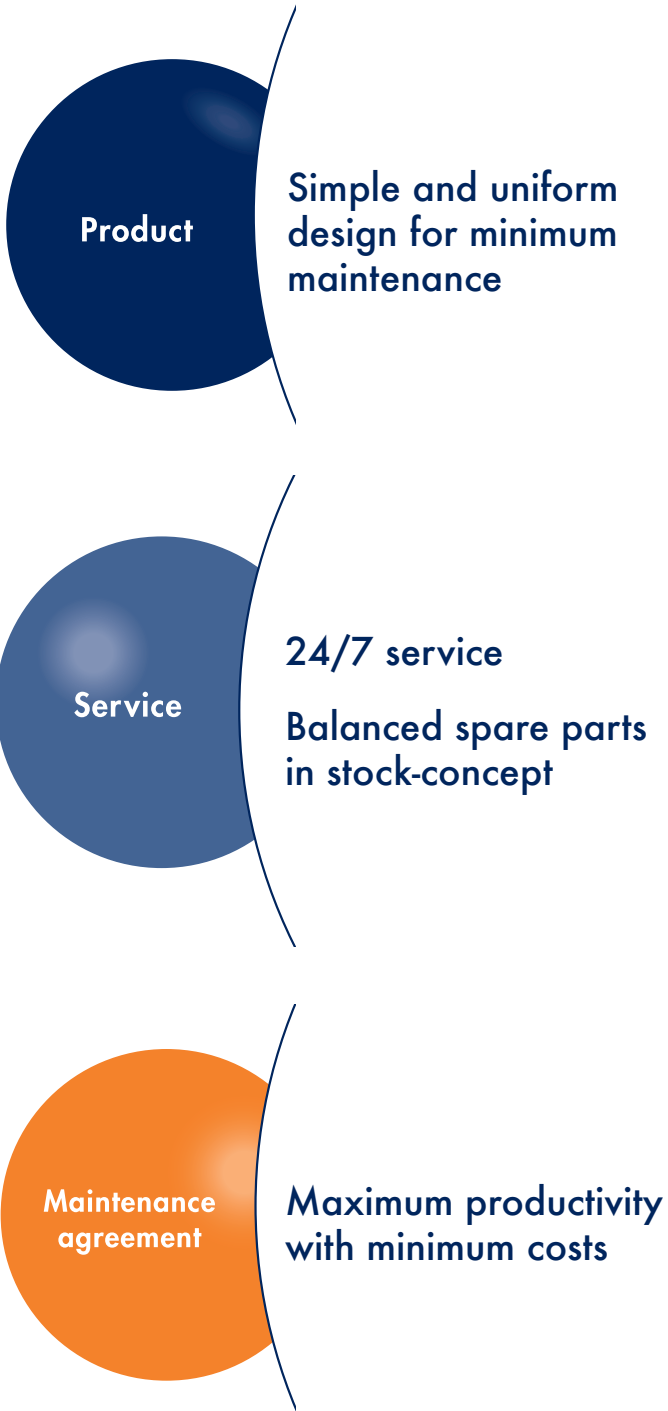 Product
Simple and uniform
design for minimum
maintenance
Service
24/7 service
Balanced spare parts
in stock-concept
Maintenance
agreement
Maximum productivity
with minimum costs